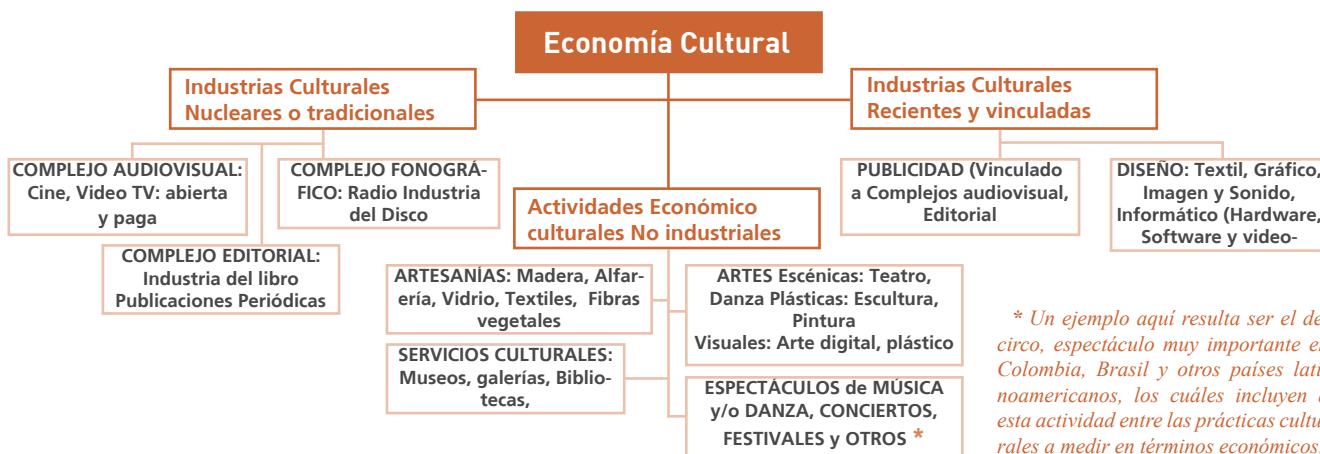 Economía Cultural
Industrias Culturales
Nucleares o tradicionales
COMPLEJO AUDIOVISUAL:
Cine, Video TV: abierta
y paga
COMPLEJO FONOGRÁ-
FICO: Radio Industria
del Disco
COMPLEJO EDITORIAL:
Industria del libro
Publicaciones Periódicas
Actividades Económico
culturales No industriales
ARTESANÍAS: Madera, Alfar-
ería, Vidrio, Textiles, Fibras
vegetales
SERVICIOS CULTURALES:
Museos, galerías, Biblio-
tecas,
ARTES Escénicas: Teatro,
Danza Plásticas: Escultura,
Pintura
Visuales: Arte digital, plástico
ESPECTÁCULOS de MÚSICA
y/o DANZA, CONCIERTOS,
FESTIVALES y OTROS *
Industrias Culturales
Recientes y vinculadas
PUBLICIDAD (Vinculado
a Complejos audiovisual,
Editorial
DISEÑO: Textil, Gráfico,
Imagen y Sonido,
Informático (Hardware,
Software y video-
* Un ejemplo aquí resulta ser el de
circo, espectáculo muy importante
Colombia, Brasil y otros países lati
noamericanos, los cuáles incluyen
esta actividad entre las prácticas cultu
rales a medir en términos económicos.